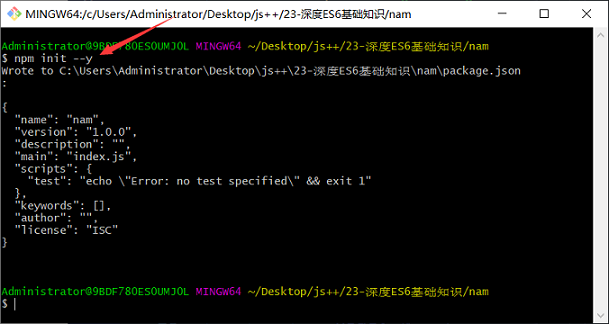 MINGW64:/c/Users/Administrator/Desktop/js++/23-深度ES6基础知识/nam
Administrator@9BDF780ESOUMJOL MINGW64 ~/Desktop/js++/23-深度ES6基础知识/nam
$ npm init --y
Wrote to C:\Users\Administrator\Desktop\js++\23-深度ES6基础知识\nam\package.json
:
{
  "name": "nam",
  "version": "1.0.0",
  "description": "",
  "main": "index.js",
  "scripts": {
    "test": "echo \"Error: no test specified\" && exit 1"
  },
  "keywords": [],
  "author": "",
  "license": "ISC"
}
Administrator@9BDF780ESOUMJOL MINGW64 ~/Desktop/js++/23-深度ES6基础知识/nam
$